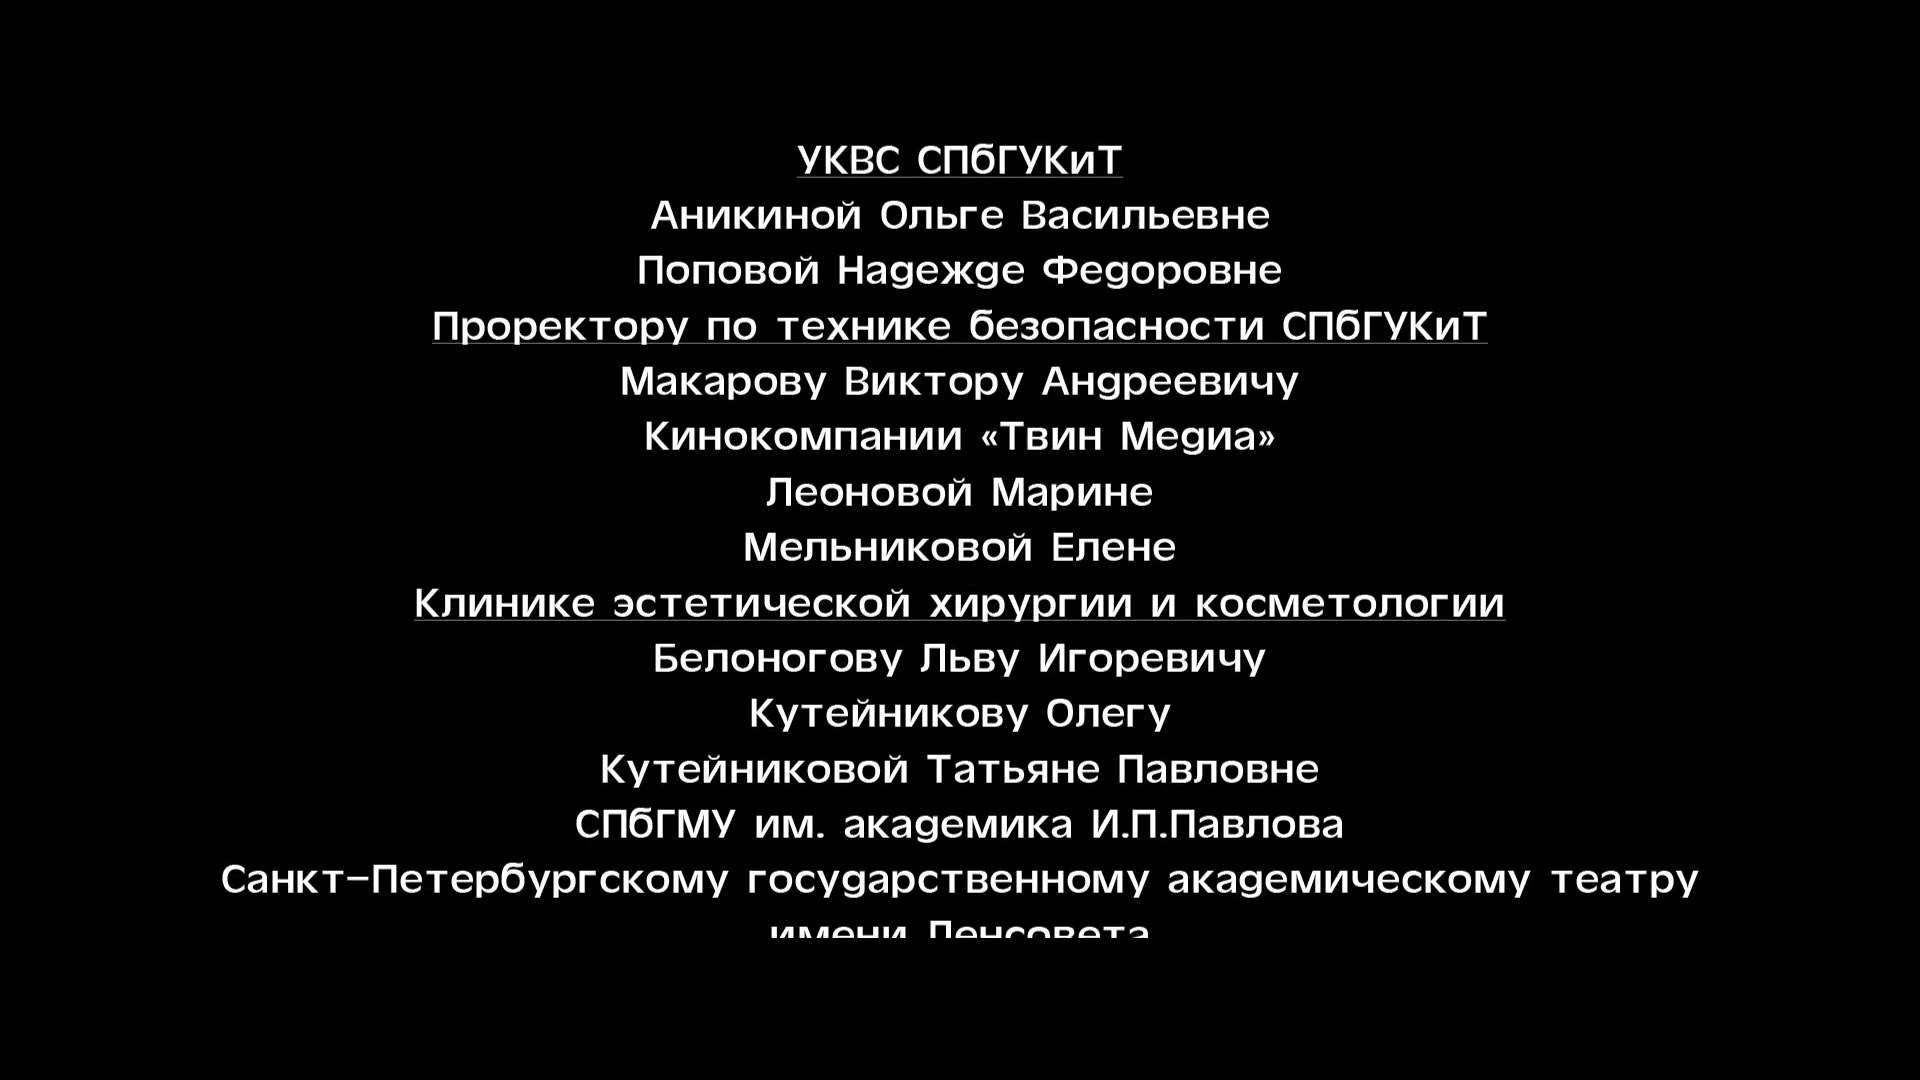 УКВС СПбГУКиТ
Аникиной Ольге Васильевне
Поповой Надежде Федоровне
Проректору по технике безопасности СПбГУКиТ
Макарову Виктору Андреевичу
Кинокомпании «Твин Медиа»
Леоновой Марине
Мельниковой Елене
Клинике эстетической хирургии и косметологии
Белоногову Льву Игоревичу
Кутейникову Олегу
Кутейниковой Татьяне Павловне
СПбГМУ им. академика И.П.Павлова
Санкт–Петербургскому государственному академическому театру
имени Ленсовета